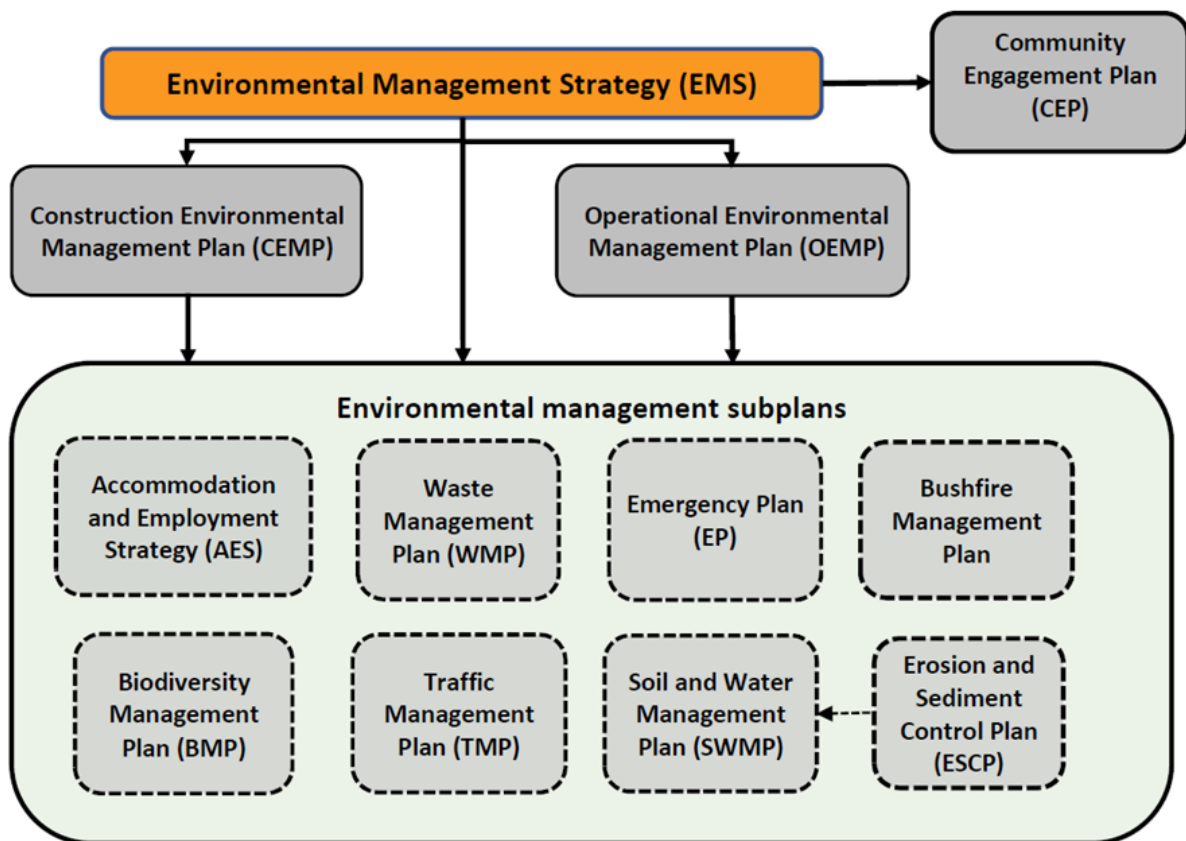 Environmental Management Strategy (EMS)
Community
Engagement Plan
(CEP)
Construction Environmental
Management Plan (CEMP)
Operational Environmental
Management Plan (OEMP)
Environmental management subplans
Accommodation
and Employment
Strategy (AES)
Waste
Management
Plan (WMP)
Emergency Plan
(EP)
Bushfire
Management
Plan
Biodiversity
Management
Plan (BMP)
Traffic
Management
Plan (TMP)
Soil and Water
Management
Plan (SWMP)
Erosion and
Sediment
Control Plan
(ESCP)